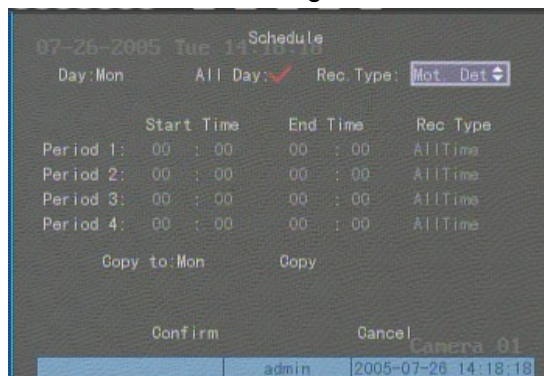 Schedule
07-26-2005 Tue 14:18:18
Day:Mon All Day: Rec.Type: Mot. Det
Start Time End Time Rec Type
Period 1: 00 : 00 00 : 00 AllTime
Period 2: 00 : 00 00 : 00 AllTime
Period 3: 00 : 00 00 : 00 AllTime
Period 4: 00 : 00 00 : 00 AllTime
Copy to:Mon Copy
Confirm Cancel
Camera 01
admin 2005-07-26 14:18:18